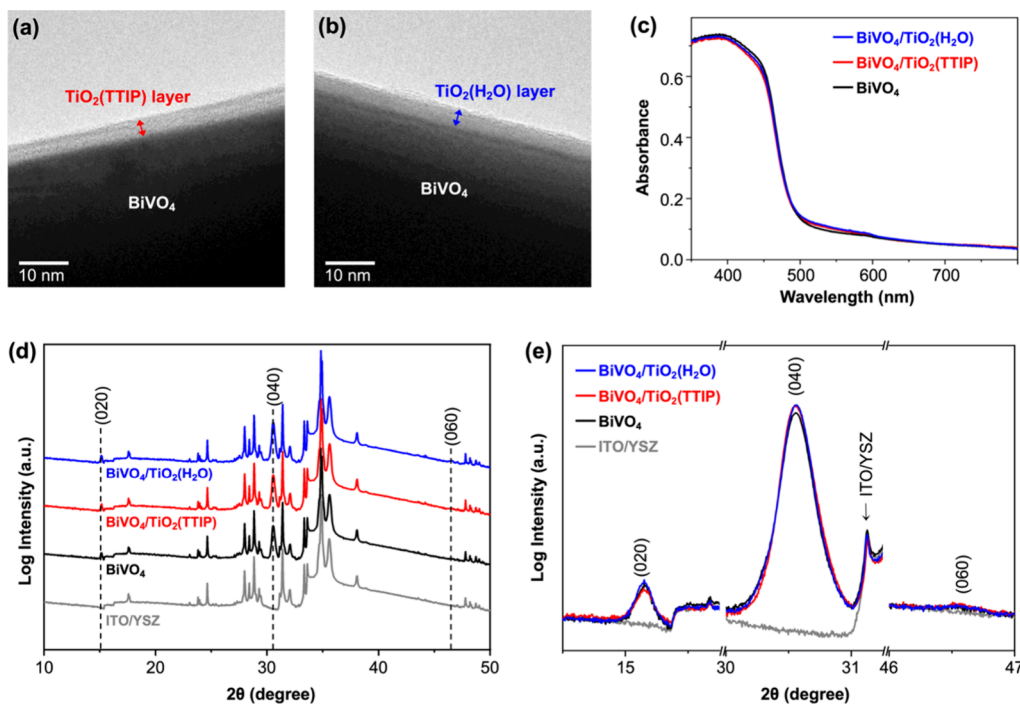 (a)
TiO₂(TTIP) layer
BiVO₄
10 nm
(b)
TiO₂(H₂O) layer
BiVO₄
10 nm
(c)
BiVO₄/TiO₂(H₂O)
BiVO₄/TiO₂(TTIP)
BiVO₄
Absorbance
0.6
0.4
0.2
0.0
400 500 600 700
Wavelength (nm)
(d)
(020)
(040)
(060)
BiVO₄/TiO₂(H₂O)
BiVO₄/TiO₂(TTIP)
BiVO₄
ITO/YSZ
Log Intensity (a.u.)
10 20 30 40 50
2θ (degree)
(e)
BiVO₄/TiO₂(H₂O)
BiVO₄/TiO₂(TTIP)
BiVO₄
ITO/YSZ
(020)
(040)
ITO/YSZ
(060)
Log Intensity (a.u.)
15 30 31 46 47
2θ (degree)